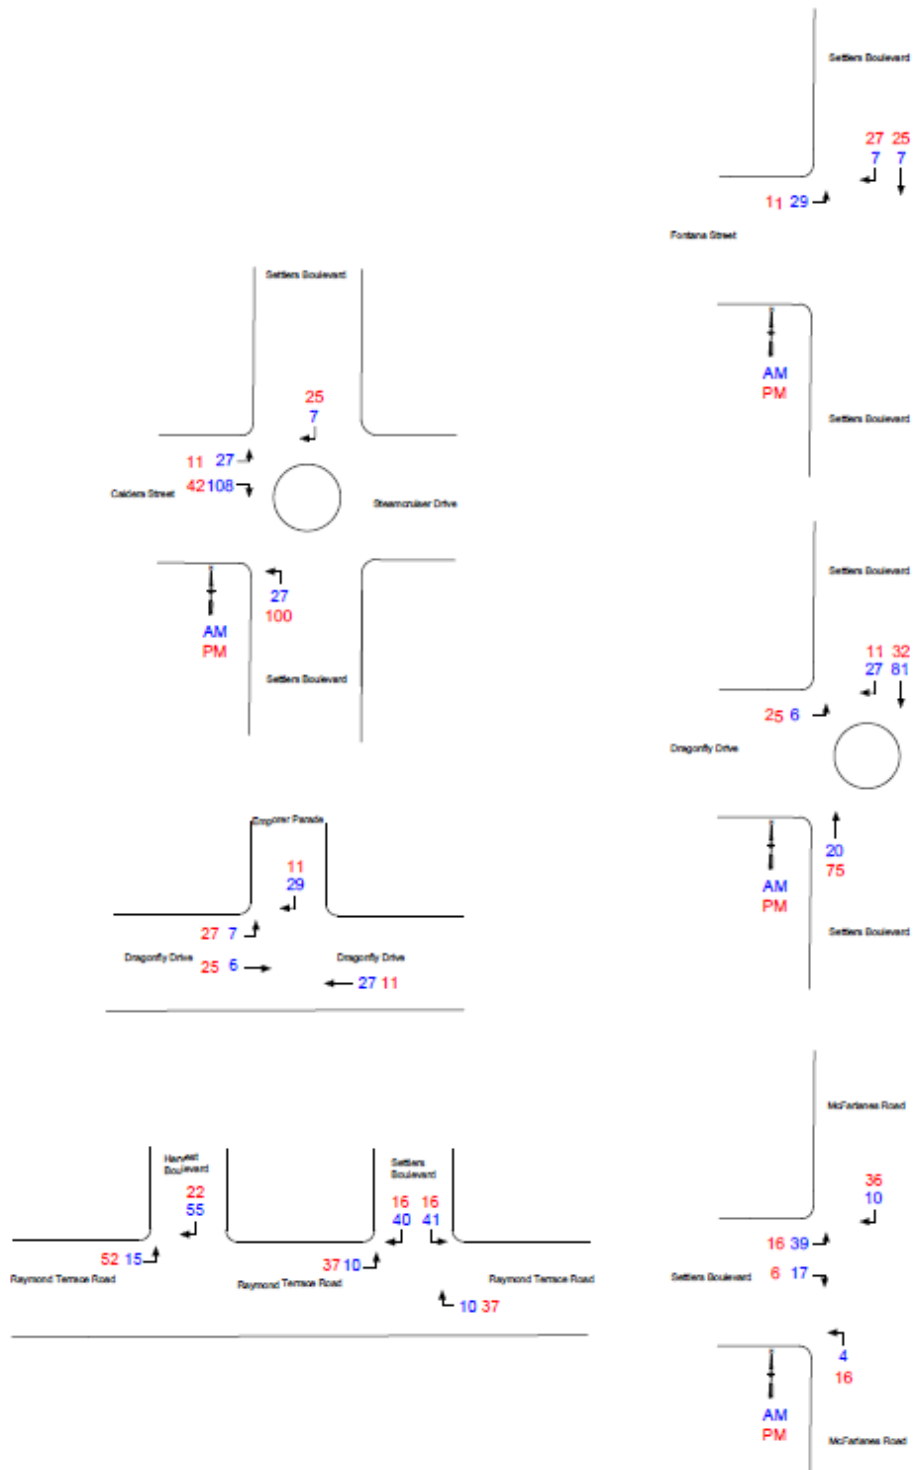 Settlers Boulevard
27 25
7 7
11 29
Fontana Street
AM
PM
Settlers Boulevard
Settlers Boulevard
25
7
11 27
42 108
Caldera Street
Steamcruiser Drive
27
100
AM
PM
Settlers Boulevard
Settlers Boulevard
11 32
27 81
25 6
Dragonfly Drive
20
75
AM
PM
Settlers Boulevard
Emporer Parade
11
29
27 7
Dragonfly Drive
25 6
Dragonfly Drive
27 11
Harvest
Boulevard
22
55
52 15
Raymond Terrace Road
Settlers
Boulevard
16 16
40 41
37 10
Raymond Terrace Road
Raymond Terrace Road
10 37
McFarlanes Road
36
10
16 39
Settlers Boulevard
6 17
4
16
AM
PM
McFarlanes Road